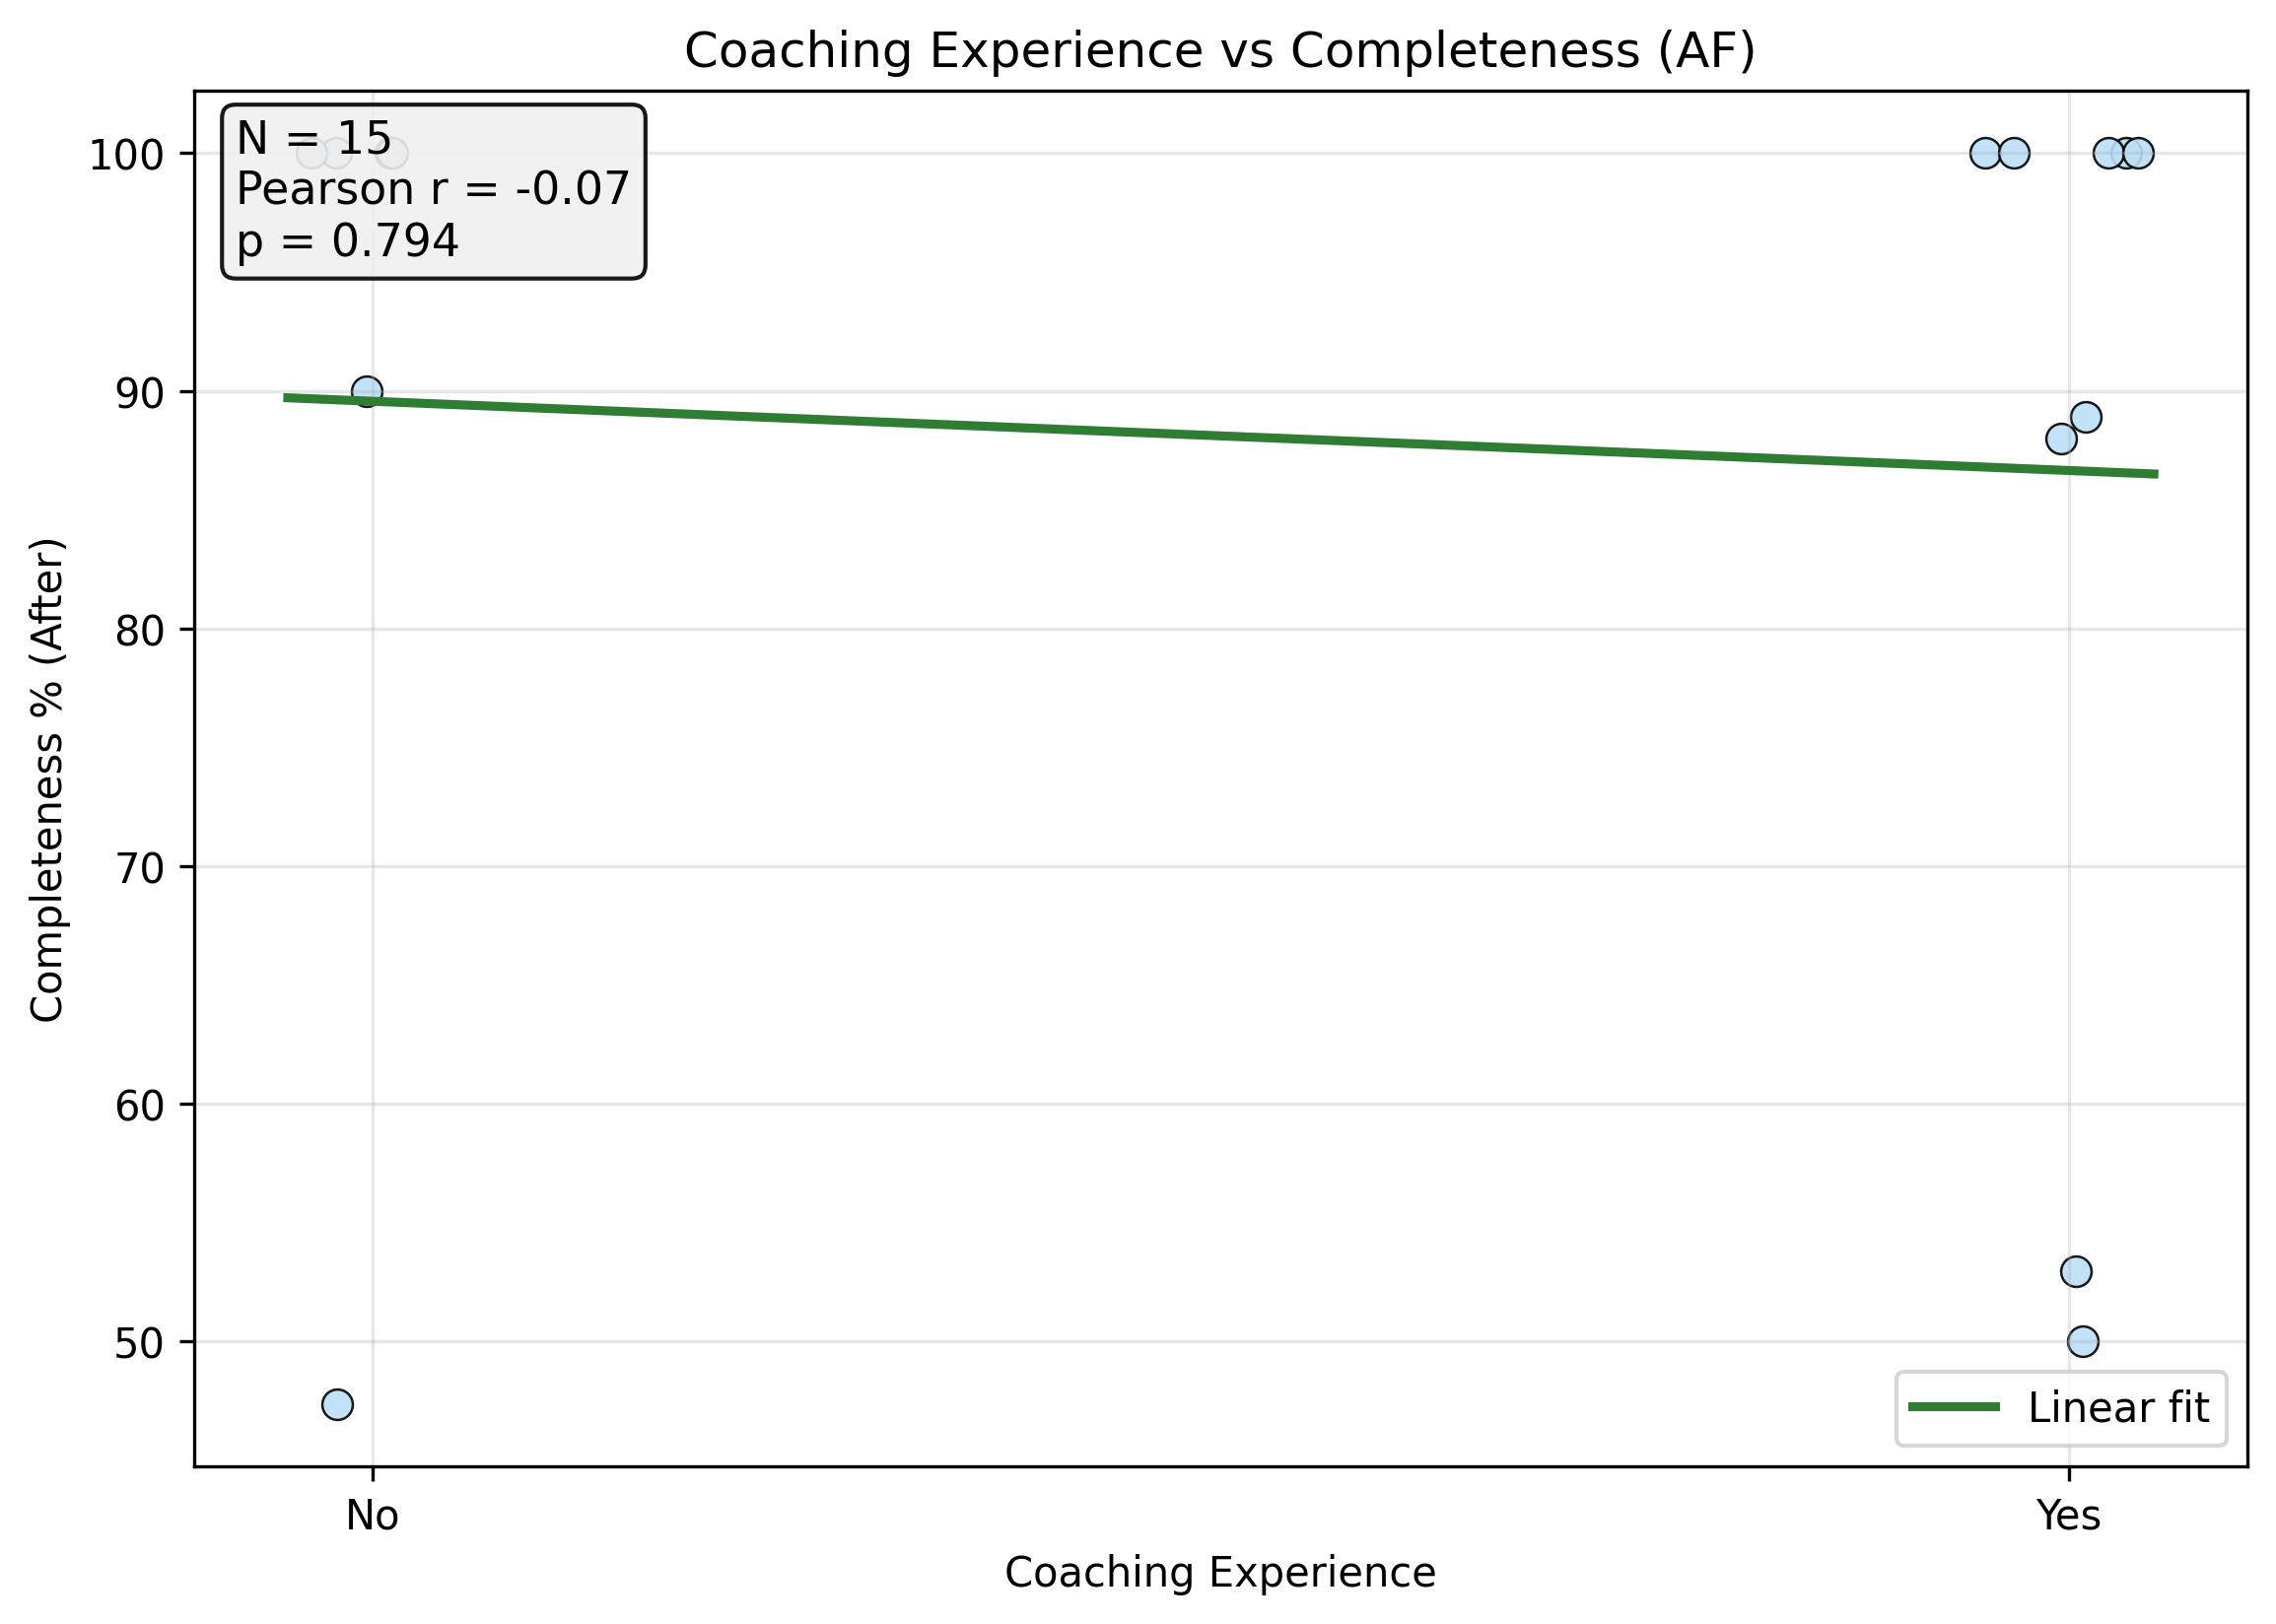 Coaching Experience vs Completeness (AF)
N = 15
Pearson r = -0.07
p = 0.794
100
90
80
70
60
50
Completeness % (After)
Linear fit
No
Yes
Coaching Experience